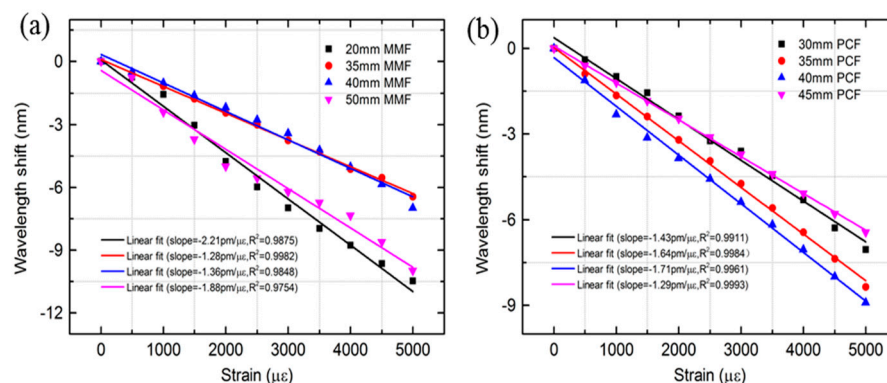 (a)
20mm MMF
35mm MMF
40mm MMF
50mm MMF
Wavelength shift (nm)
0
-3
-6
-9
-12
Linear fit (slope=-2.21pm/με,R²=0.9875)
Linear fit (slope=-1.28pm/με,R²=0.9982)
Linear fit (slope=-1.36pm/με,R²=0.9848)
Linear fit (slope=-1.88pm/με,R²=0.9754)
0 1000 2000 3000 4000 5000
Strain (με)
(b)
30mm PCF
35mm PCF
40mm PCF
45mm PCF
Wavelength shift (nm)
0
-3
-6
-9
Linear fit (slope=-1.43pm/με,R²=0.9911)
Linear fit (slope=-1.64pm/με,R²=0.9984)
Linear fit (slope=-1.71pm/με,R²=0.9961)
Linear fit (slope=-1.29pm/με,R²=0.9993)
0 1000 2000 3000 4000 5000
Strain (με)